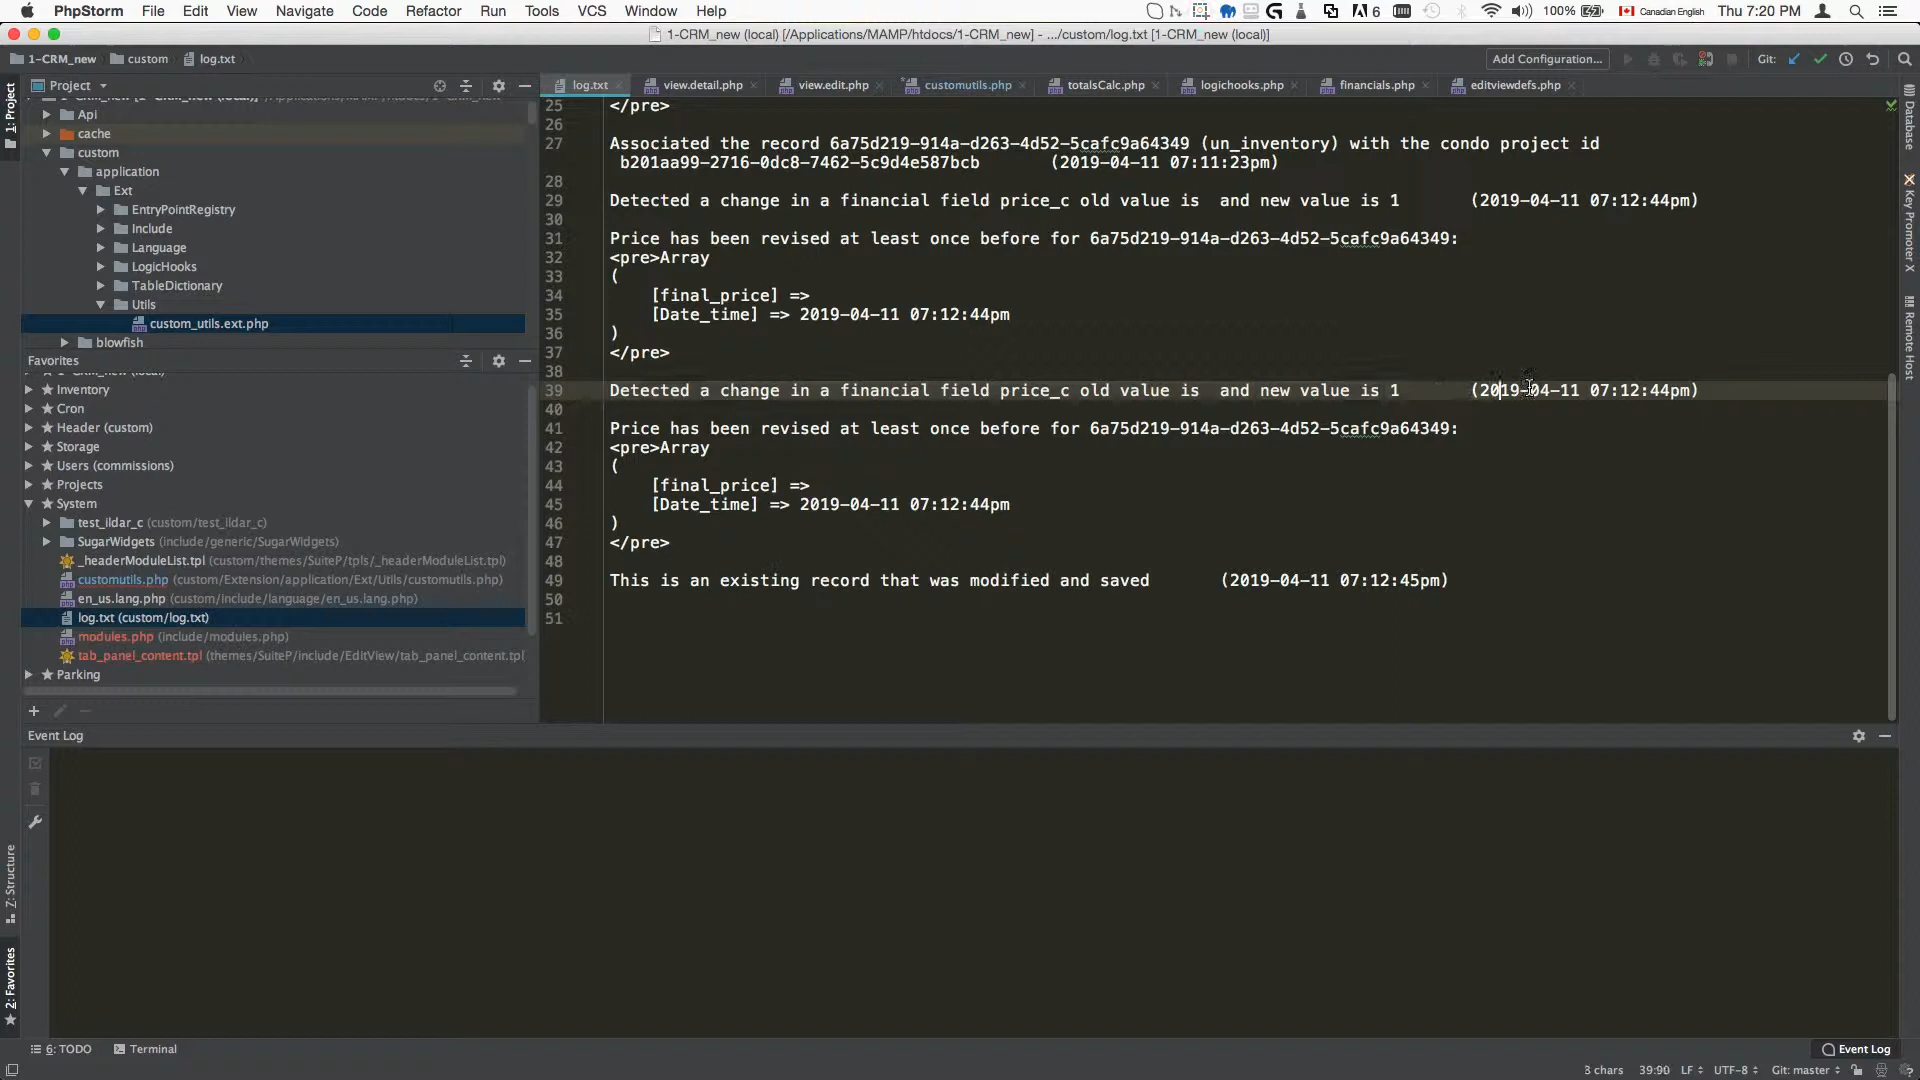 PhpStorm File Edit View Navigate Code Refactor Run Tools VCS Window Help 6 100% Canadian English Thu 7:20 PM
1-CRM_new (local) [/Applications/MAMP/htdocs/1-CRM_new] - .../custom/log.txt [1-CRM_new (local)]
1-CRM_new custom log.txt Add Configuration... Git:
Project
log.txt view.detail.php view.edit.php customutils.php totalsCalc.php logichooks.php financials.php editviewdefs.php
1: Project
Api
cache
custom
application
Ext
EntryPointRegistry
Include
Language
LogicHooks
TableDictionary
Utils
custom_utils.ext.php
blowfish
Favorites
Inventory
Cron
Header (custom)
Storage
Users (commissions)
Projects
System
test_ildar_c (custom/test_ildar_c)
SugarWidgets (include/generic/SugarWidgets)
_headerModuleList.tpl (custom/themes/SuiteP/tpls/_headerModuleList.tpl)
customutils.php (custom/Extension/application/Ext/Utils/customutils.php)
en_us.lang.php (custom/include/language/en_us.lang.php)
log.txt (custom/log.txt)
modules.php (include/modules.php)
tab_panel_content.tpl (themes/SuiteP/include/EditView/tab_panel_content.tpl
Parking
7: Structure
2: Favorites
25 </pre>
26
27 Associated the record 6a75d219-914a-d263-4d52-5cafc9a64349 (un_inventory) with the condo project id
b201aa99-2716-0dc8-7462-5c9d4e587bcb (2019-04-11 07:11:23pm)
28
29 Detected a change in a financial field price_c old value is  and new value is 1 (2019-04-11 07:12:44pm)
30
31 Price has been revised at least once before for 6a75d219-914a-d263-4d52-5cafc9a64349:
32 <pre>Array
33 (
34 [final_price] =>
35 [Date_time] => 2019-04-11 07:12:44pm
36 )
37 </pre>
38
39 Detected a change in a financial field price_c old value is  and new value is 1 (2019-04-11 07:12:44pm)
40
41 Price has been revised at least once before for 6a75d219-914a-d263-4d52-5cafc9a64349:
42 <pre>Array
43 (
44 [final_price] =>
45 [Date_time] => 2019-04-11 07:12:44pm
46 )
47 </pre>
48
49 This is an existing record that was modified and saved (2019-04-11 07:12:45pm)
50
51
Database
Key Promoter X
Remote Host
Event Log
6: TODO Terminal Event Log
3 chars 39:90 LF UTF-8 Git: master